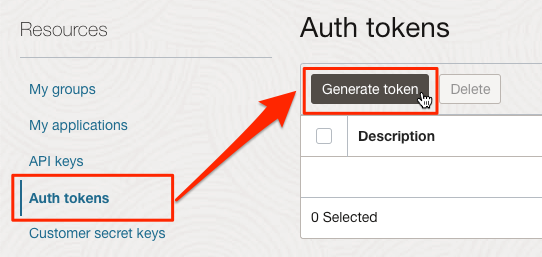 Resources
My groups
My applications
API keys
Auth tokens
Customer secret keys
Auth tokens
Generate token Delete
Description
0 Selected